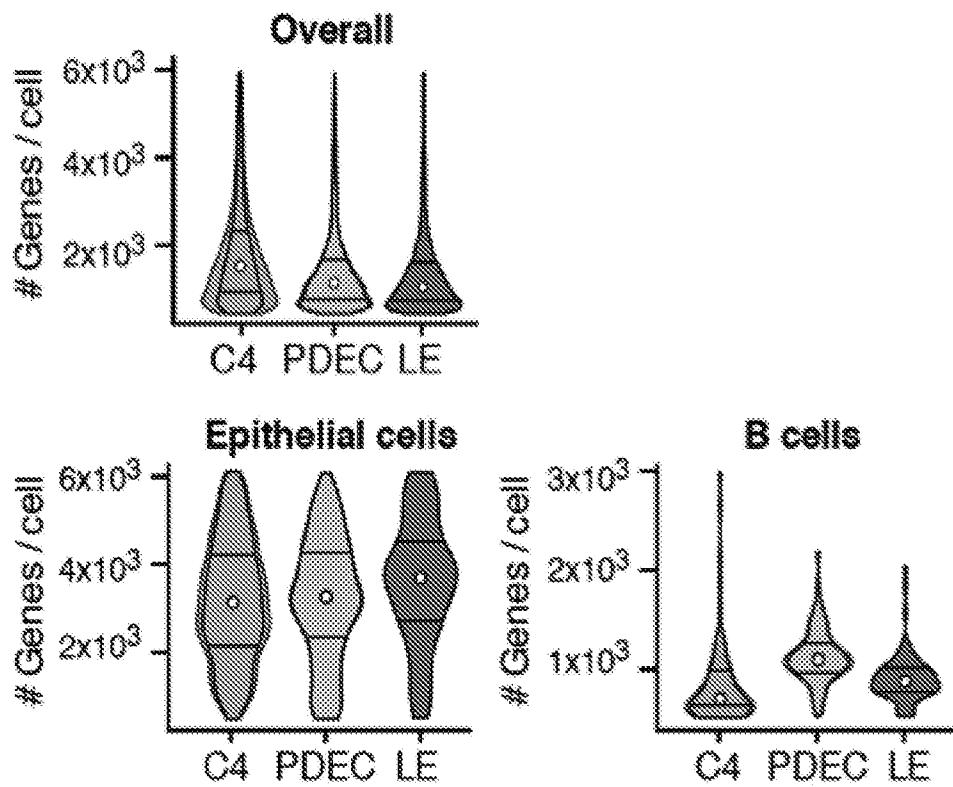 Overall
# Genes / cell
6x10³
4x10³
2x10³
C4 PDEC LE
Epithelial cells
# Genes / cell
6x10³
4x10³
2x10³
C4 PDEC LE
B cells
# Genes / cell
3x10³
2x10³
1x10³
C4 PDEC LE